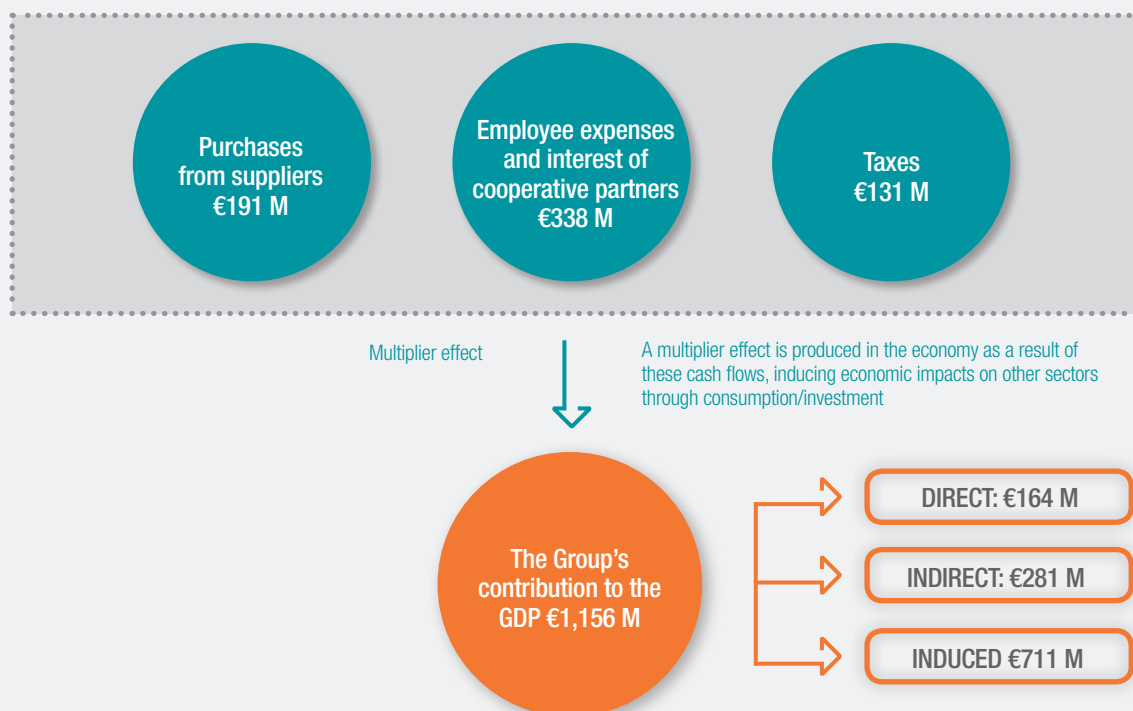 Purchases
from suppliers
€191 M
Employee expenses
and interest of
cooperative partners
€338 M
Taxes
€131 M
Multiplier effect
A multiplier effect is produced in the economy as a result of
these cash flows, inducing economic impacts on other sectors
through consumption/investment
The Group's
contribution to the
GDP €1,156 M
DIRECT: €164 M
INDIRECT: €281 M
INDUCED €711 M